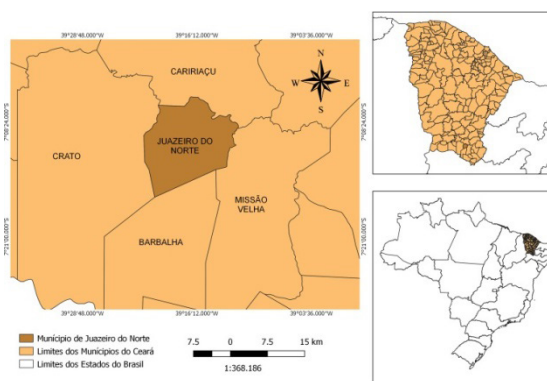 39°28'48.000"W 39°16'12.000"W 39°03'36.000"W
N
W E
S
CARIRIAÇU
CRATO
JUAZEIRO DO
NORTE
MISSÃO
VELHA
BARBALHA
7°08'24.000"S
7°08'24.000"S
7°21'00.000"S
7°21'00.000"S
39°28'48.000"W 39°16'12.000"W 39°03'36.000"W
Município de Juazeiro do Norte
Limites dos Municípios do Ceará
Limites dos Estados do Brasil
7.5 0 7.5 15 km
1:368.186